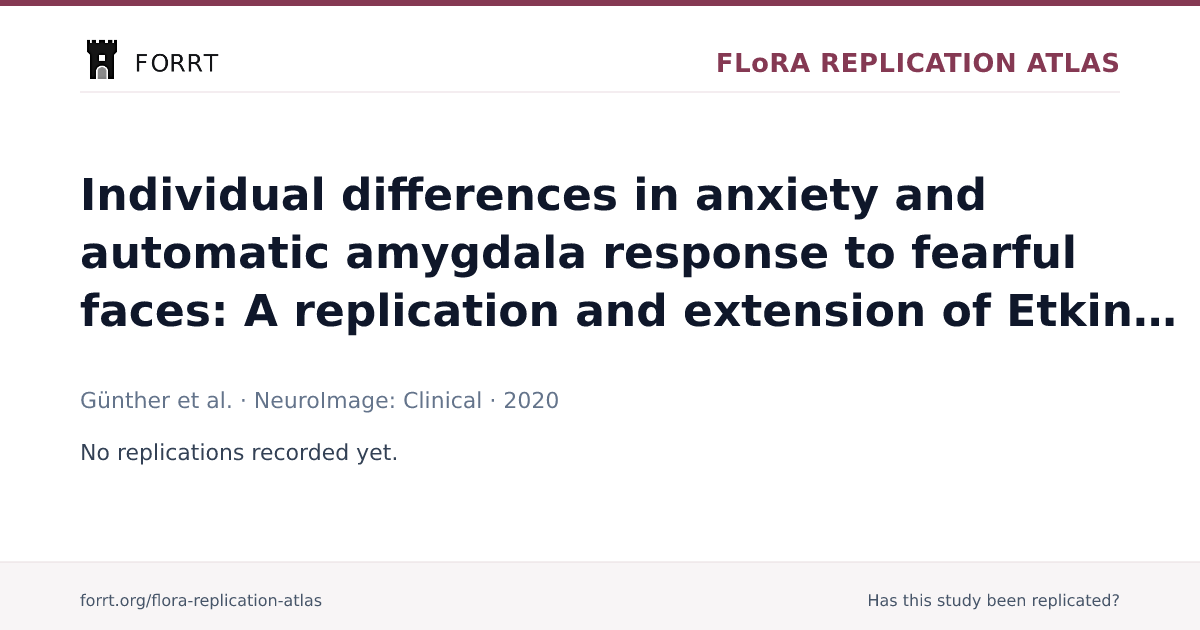 FORRT
FLoRA REPLICATION ATLAS
Individual differences in anxiety and
automatic amygdala response to fearful
faces: A replication and extension of Etkin…
Günther et al. · NeuroImage: Clinical · 2020
No replications recorded yet.
forrt.org/flora-replication-atlas
Has this study been replicated?